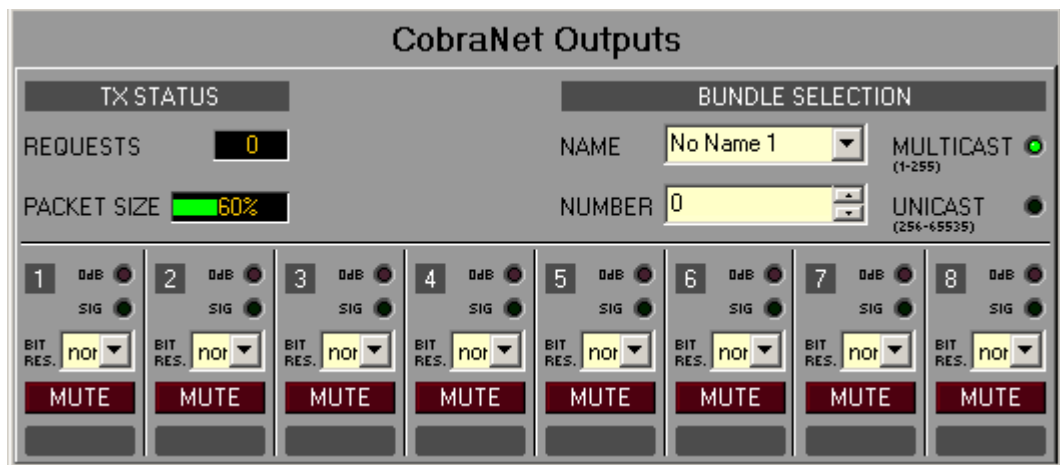 CobraNet Outputs
TX STATUS
BUNDLE SELECTION
REQUESTS 0
NAME No Name 1 MULTICAST
(1-255)
PACKET SIZE 60%
NUMBER 0 UNICAST
(256-65535)
1 0dB 2 0dB 3 0dB 4 0dB 5 0dB 6 0dB 7 0dB 8 0dB
SIG SIG SIG SIG SIG SIG SIG SIG
BIT RES. nor BIT RES. nor BIT RES. nor BIT RES. nor BIT RES. nor BIT RES. nor BIT RES. nor BIT RES. nor
MUTE MUTE MUTE MUTE MUTE MUTE MUTE MUTE